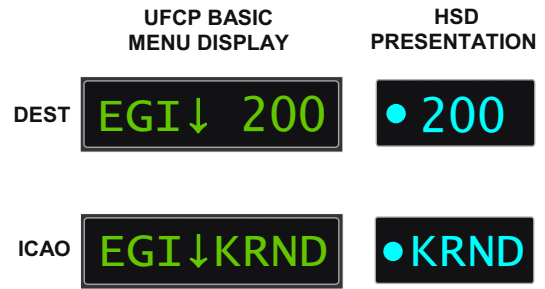 UFCP BASIC
MENU DISPLAY
HSD
PRESENTATION
DEST
EGI↓ 200
● 200
ICAO
EGI↓KRND
●KRND